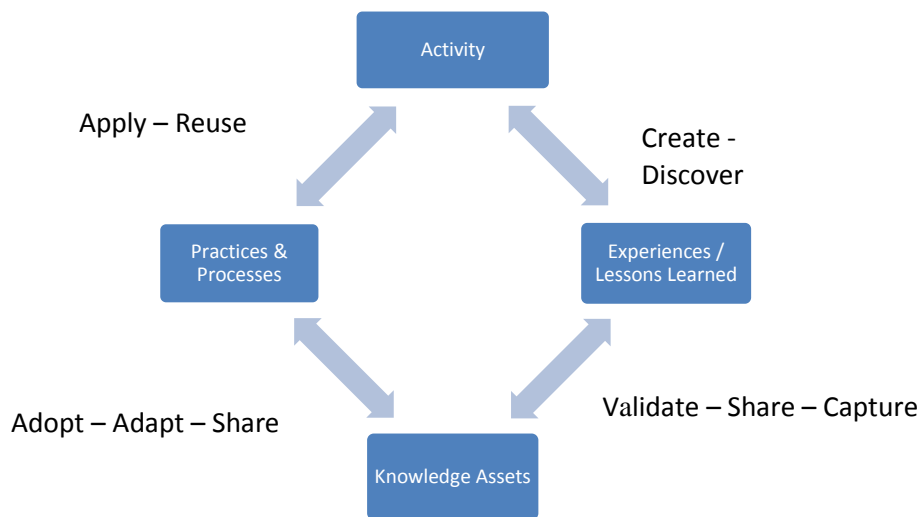 Activity
Apply – Reuse
Create -
Discover
Practices &
Processes
Experiences /
Lessons Learned
Adopt – Adapt – Share
Validate – Share – Capture
Knowledge Assets